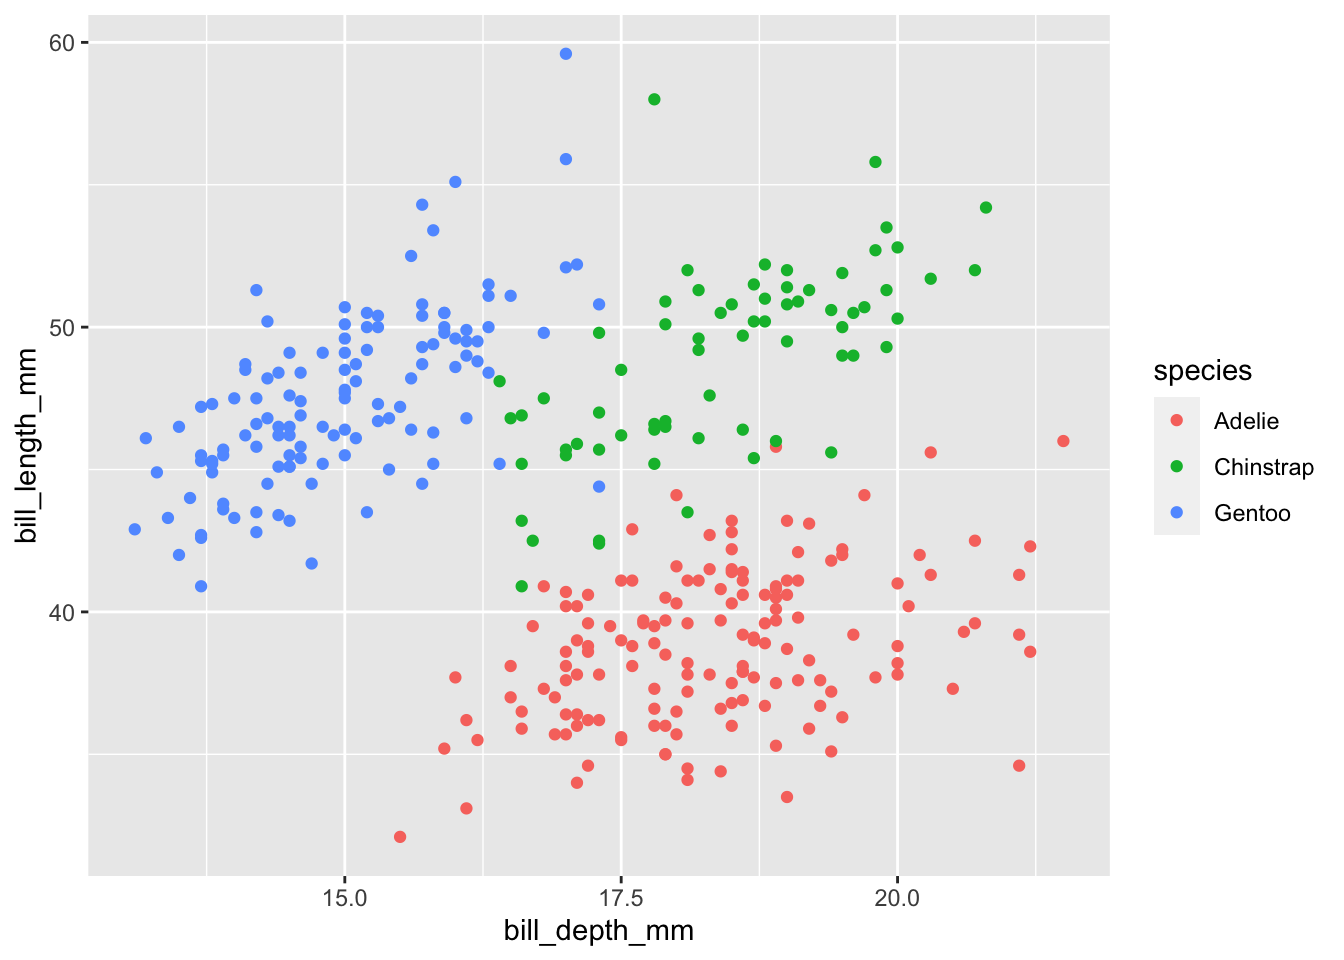 60
50
40
bill_length_mm
15.0
17.5
20.0
bill_depth_mm
species
Adelie
Chinstrap
Gentoo